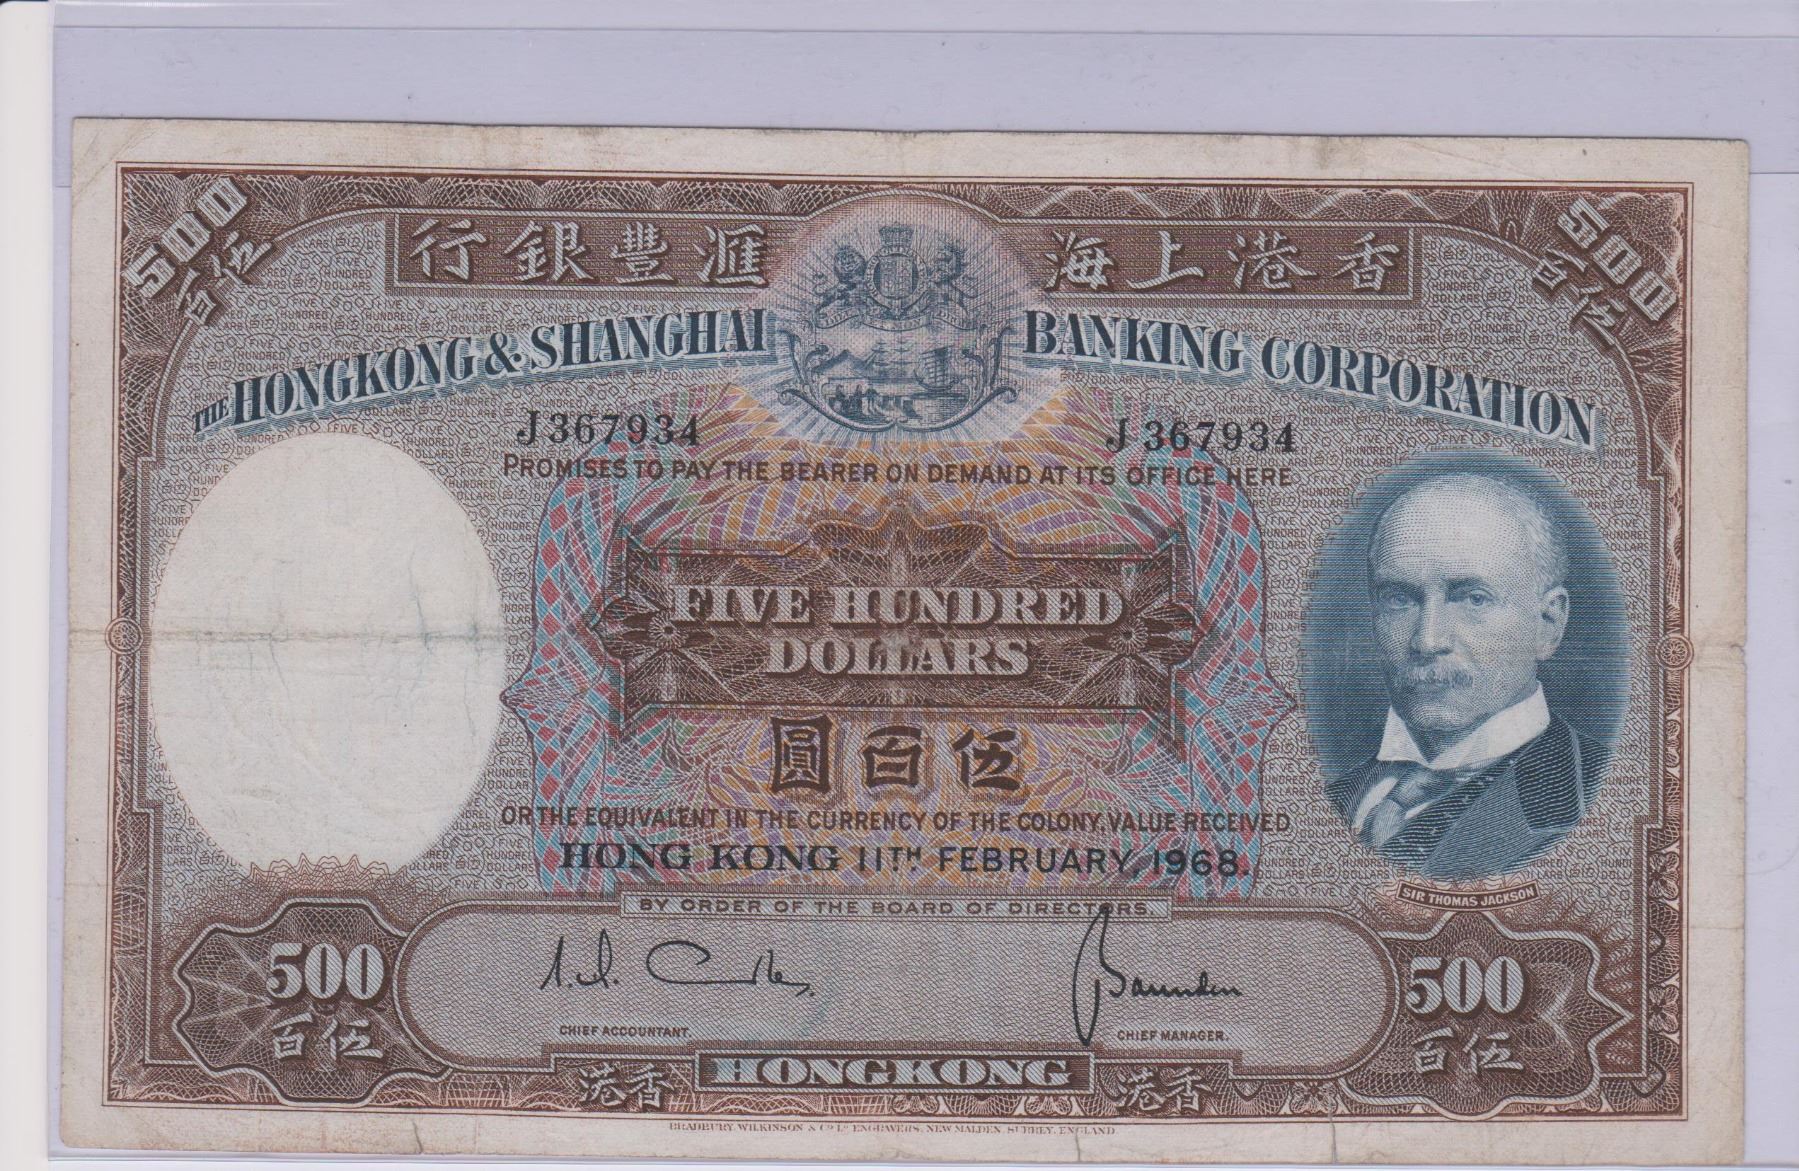 500
伍百
行銀豐滙 海上港香
500
伍百
THE HONGKONG & SHANGHAI BANKING CORPORATION
J 367934 J 367934
PROMISES TO PAY THE BEARER ON DEMAND AT ITS OFFICE HERE
FIVE HUNDRED
DOLLARS
圓百伍
OR THE EQUIVALENT IN THE CURRENCY OF THE COLONY, VALUE RECEIVED
HONG KONG 11TH FEBRUARY, 1968.
SIR THOMAS JACKSON
BY ORDER OF THE BOARD OF DIRECTORS.
500
百伍
CHIEF ACCOUNTANT. CHIEF MANAGER.
500
百伍
港香 HONGKONG 港香
BRADBURY, WILKINSON & Co. Ld. ENGRAVERS, NEW MALDEN, SURREY, ENGLAND